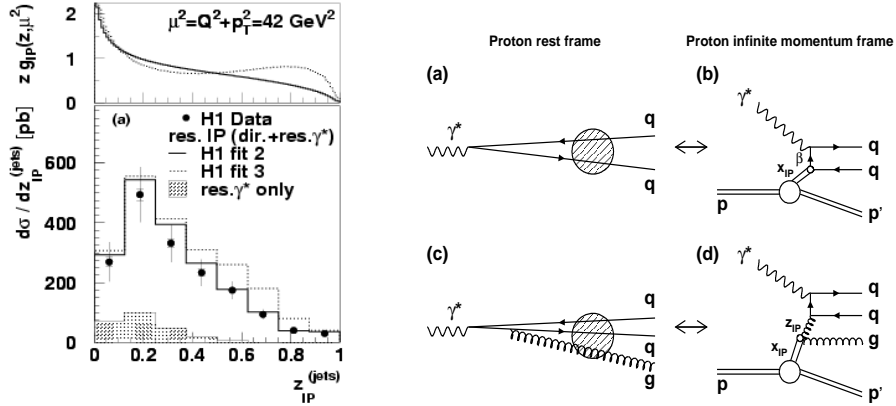 μ²=Q²+p_T²=42 GeV²
z g_IP(z,μ²)
2
1
0
(a)
H1 Data
res. IP (dir.+res.γ*)
H1 fit 2
H1 fit 3
res.γ* only
dσ / dz_IP^(jets) [pb]
600
400
200
0
0 0.2 0.4 0.6 0.8 1
z_IP^(jets)
Proton rest frame
Proton infinite momentum frame
(a)
γ*
q
q
(b)
γ*
β
q
q
x_IP
p
p'
(c)
γ*
q
q
g
(d)
γ*
q
q
z_IP
g
x_IP
p
p'